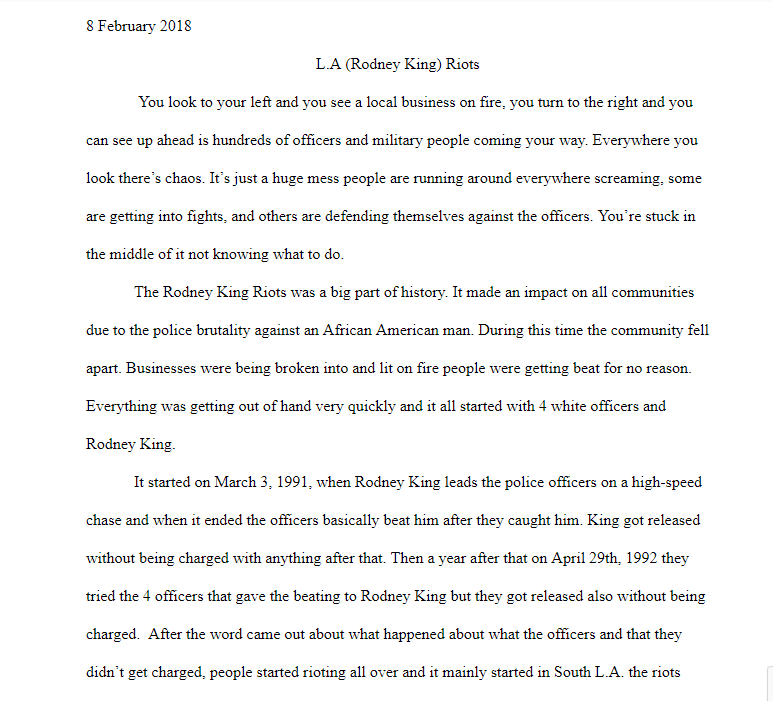 8 February 2018
L.A (Rodney King) Riots
You look to your left and you see a local business on fire, you turn to the right and you
can see up ahead is hundreds of officers and military people coming your way. Everywhere you
look there's chaos. It's just a huge mess people are running around everywhere screaming, some
are getting into fights, and others are defending themselves against the officers. You're stuck in
the middle of it not knowing what to do.
The Rodney King Riots was a big part of history. It made an impact on all communities
due to the police brutality against an African American man. During this time the community fell
apart. Businesses were being broken into and lit on fire people were getting beat for no reason.
Everything was getting out of hand very quickly and it all started with 4 white officers and
Rodney King.
It started on March 3, 1991, when Rodney King leads the police officers on a high-speed
chase and when it ended the officers basically beat him after they caught him. King got released
without being charged with anything after that. Then a year after that on April 29th, 1992 they
tried the 4 officers that gave the beating to Rodney King but they got released also without being
charged.  After the word came out about what happened about what the officers and that they
didn't get charged, people started rioting all over and it mainly started in South L.A. the riots